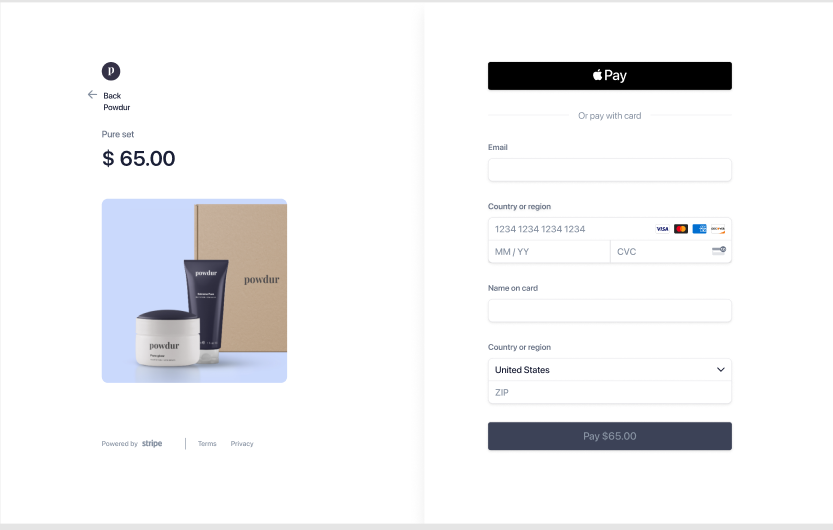 p
Back
Powdur
Pure set
$ 65.00
powdur
powdur
powdur
Powered by stripe
Terms
Privacy
Pay
Or pay with card
Email
Country or region
1234 1234 1234 1234
VISA
MM / YY
CVC
Name on card
Country or region
United States
ZIP
Pay $65.00